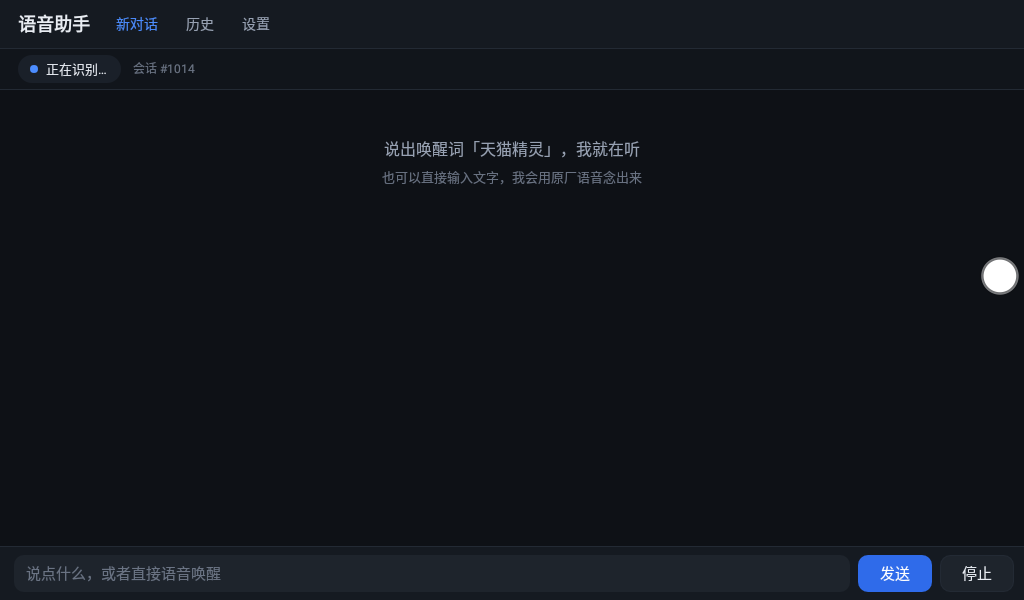 语音助手 新对话 历史 设置
正在识别… 会话 #1014
说出唤醒词「天猫精灵」，我就在听
也可以直接输入文字，我会用原厂语音念出来
说点什么，或者直接语音唤醒 发送 停止